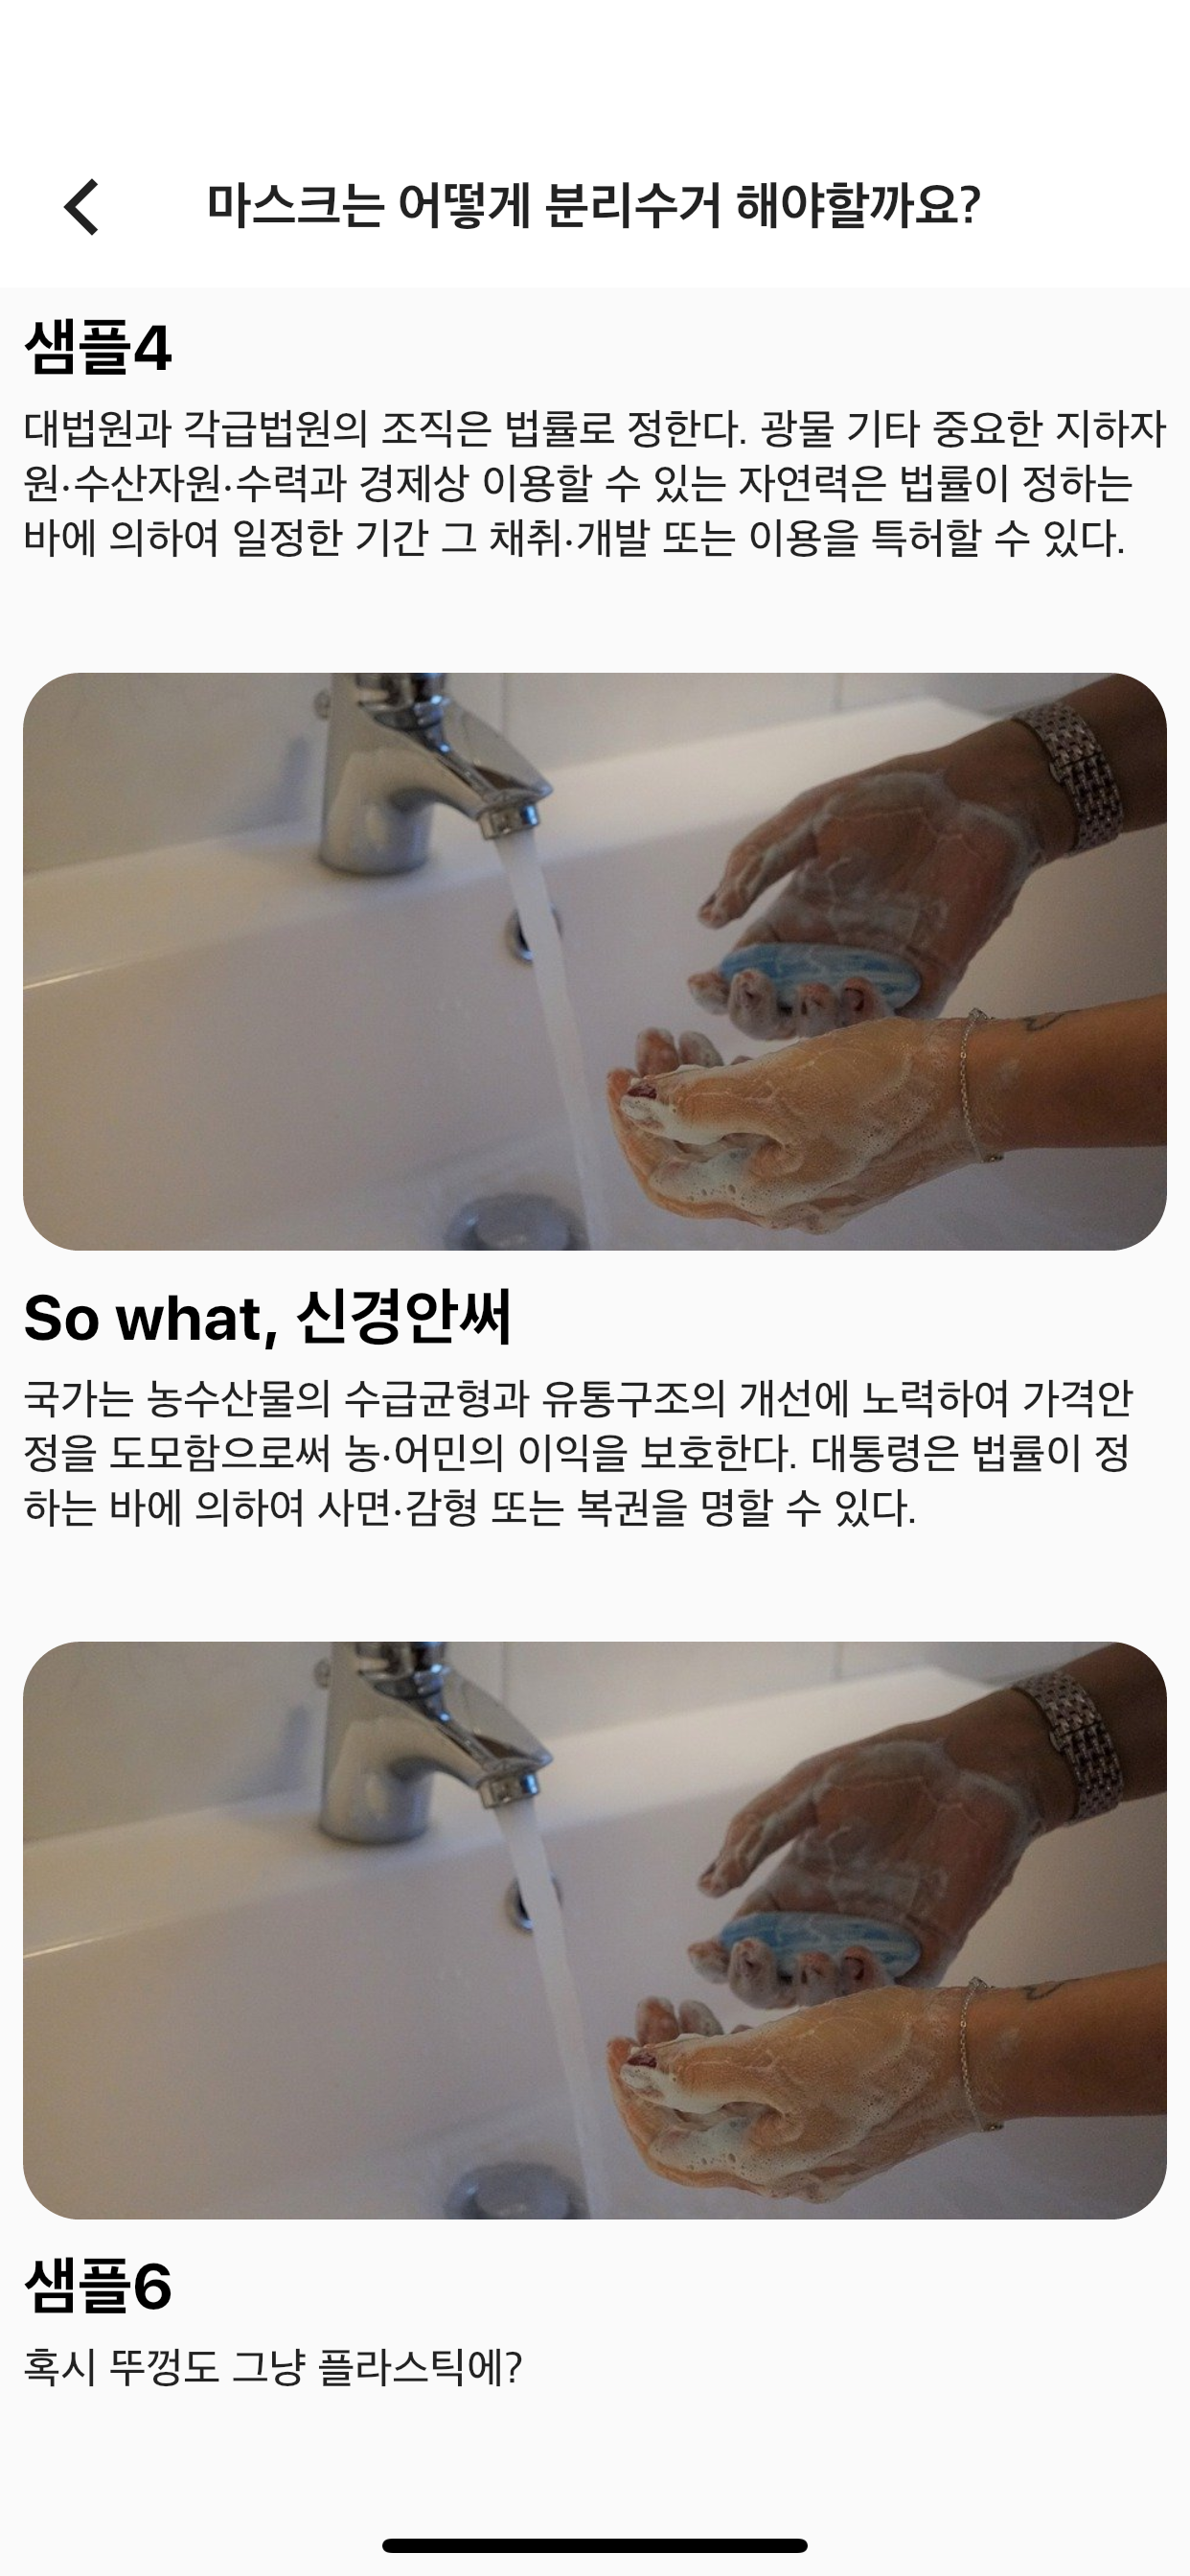 마스크는 어떻게 분리수거 해야할까요?
샘플4
대법원과 각급법원의 조직은 법률로 정한다. 광물 기타 중요한 지하자
원·수산자원·수력과 경제상 이용할 수 있는 자연력은 법률이 정하는
바에 의하여 일정한 기간 그 채취·개발 또는 이용을 특허할 수 있다.
So what, 신경안써
국가는 농수산물의 수급균형과 유통구조의 개선에 노력하여 가격안
정을 도모함으로써 농·어민의 이익을 보호한다. 대통령은 법률이 정
하는 바에 의하여 사면·감형 또는 복권을 명할 수 있다.
샘플6
혹시 뚜껑도 그냥 플라스틱에?